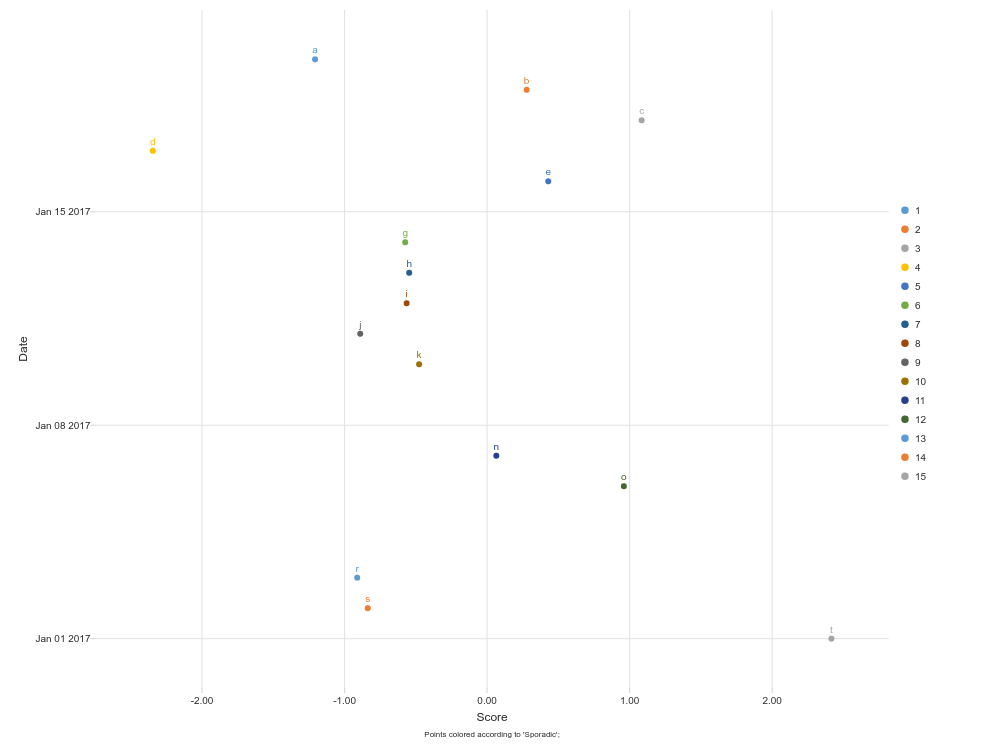 a
b
c
d
e
Jan 15 2017
g
h
i
j
k
Jan 08 2017
n
o
r
s
Jan 01 2017
t
Date
-2.00
-1.00
0.00
1.00
2.00
Score
Points colored according to 'Sporadic';
1
2
3
4
5
6
7
8
9
10
11
12
13
14
15